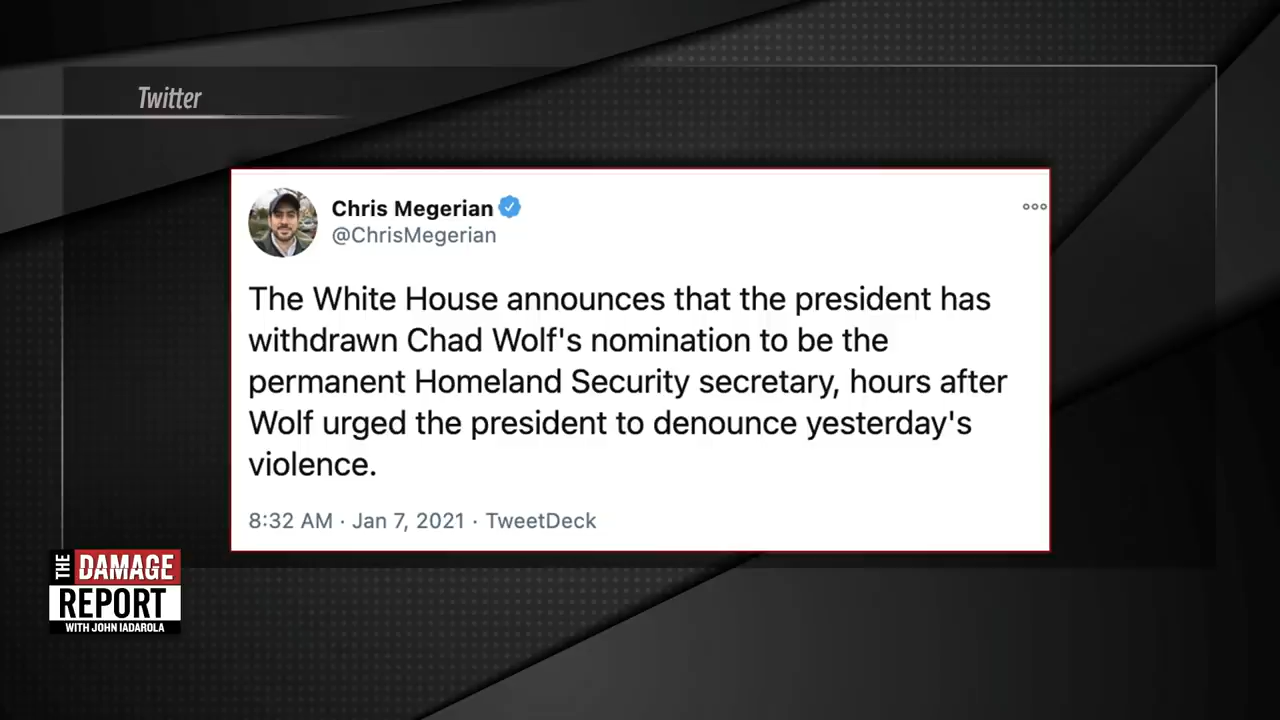 Twitter
Chris Megerian
@ChrisMegerian
The White House announces that the president has
withdrawn Chad Wolf's nomination to be the
permanent Homeland Security secretary, hours after
Wolf urged the president to denounce yesterday's
violence.
8:32 AM · Jan 7, 2021 · TweetDeck
THE DAMAGE
REPORT
WITH JOHN IADAROLA